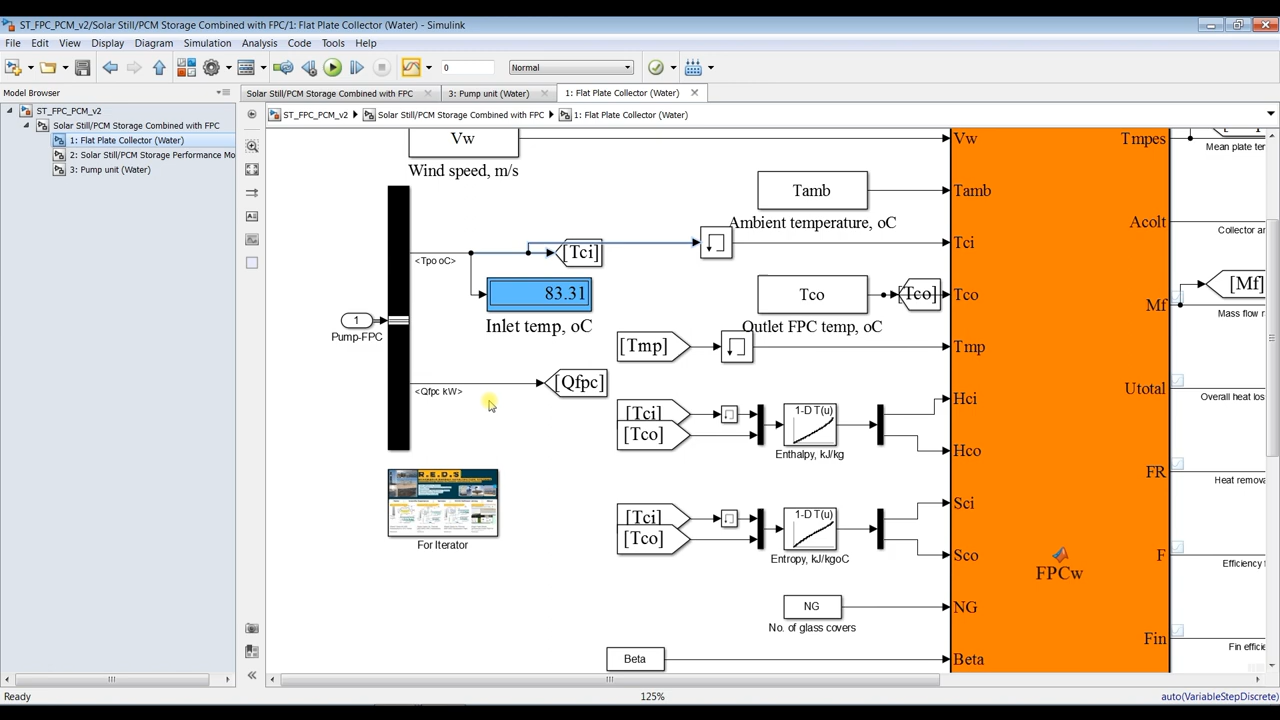 ST_FPC_PCM_v2/Solar Still/PCM Storage Combined with FPC/1: Flat Plate Collector (Water) - Simulink
File Edit View Display Diagram Simulation Analysis Code Tools Help
0 Normal
Model Browser
Solar Still/PCM Storage Combined with FPC 3: Pump unit (Water) 1: Flat Plate Collector (Water)
ST_FPC_PCM_v2 Solar Still/PCM Storage Combined with FPC 1: Flat Plate Collector (Water)
ST_FPC_PCM_v2
Solar Still/PCM Storage Combined with FPC
1: Flat Plate Collector (Water)
2: Solar Still/PCM Storage Performance Mo
3: Pump unit (Water)
Vw
Wind speed, m/s
Vw
Tmpes
Mean plate ter
Tamb
Ambient temperature, oC
Tamb
Acolt
Collector ar
<Tpo oC>
[Tci]
Tci
83.31
Inlet temp, oC
Tco
Outlet FPC temp, oC
[Tco]
Tco
[Mf]
Mf
Mass flow r
1
Pump-FPC
[Tmp]
Tmp
<Qfpc kW>
[Qfpc]
Utotal
Overall heat los
[Tci]
[Tco]
1-D T(u)
Enthalpy, kJ/kg
Hci
Hco
FR
Heat remova
R.E.D.S
For Iterator
[Tci]
[Tco]
1-D T(u)
Entropy, kJ/kgoC
Sci
Sco
F
Efficiency f
FPCw
NG
No. of glass covers
NG
Fin
Fin efficie
Beta
Beta
Ready 125% auto(VariableStepDiscrete)